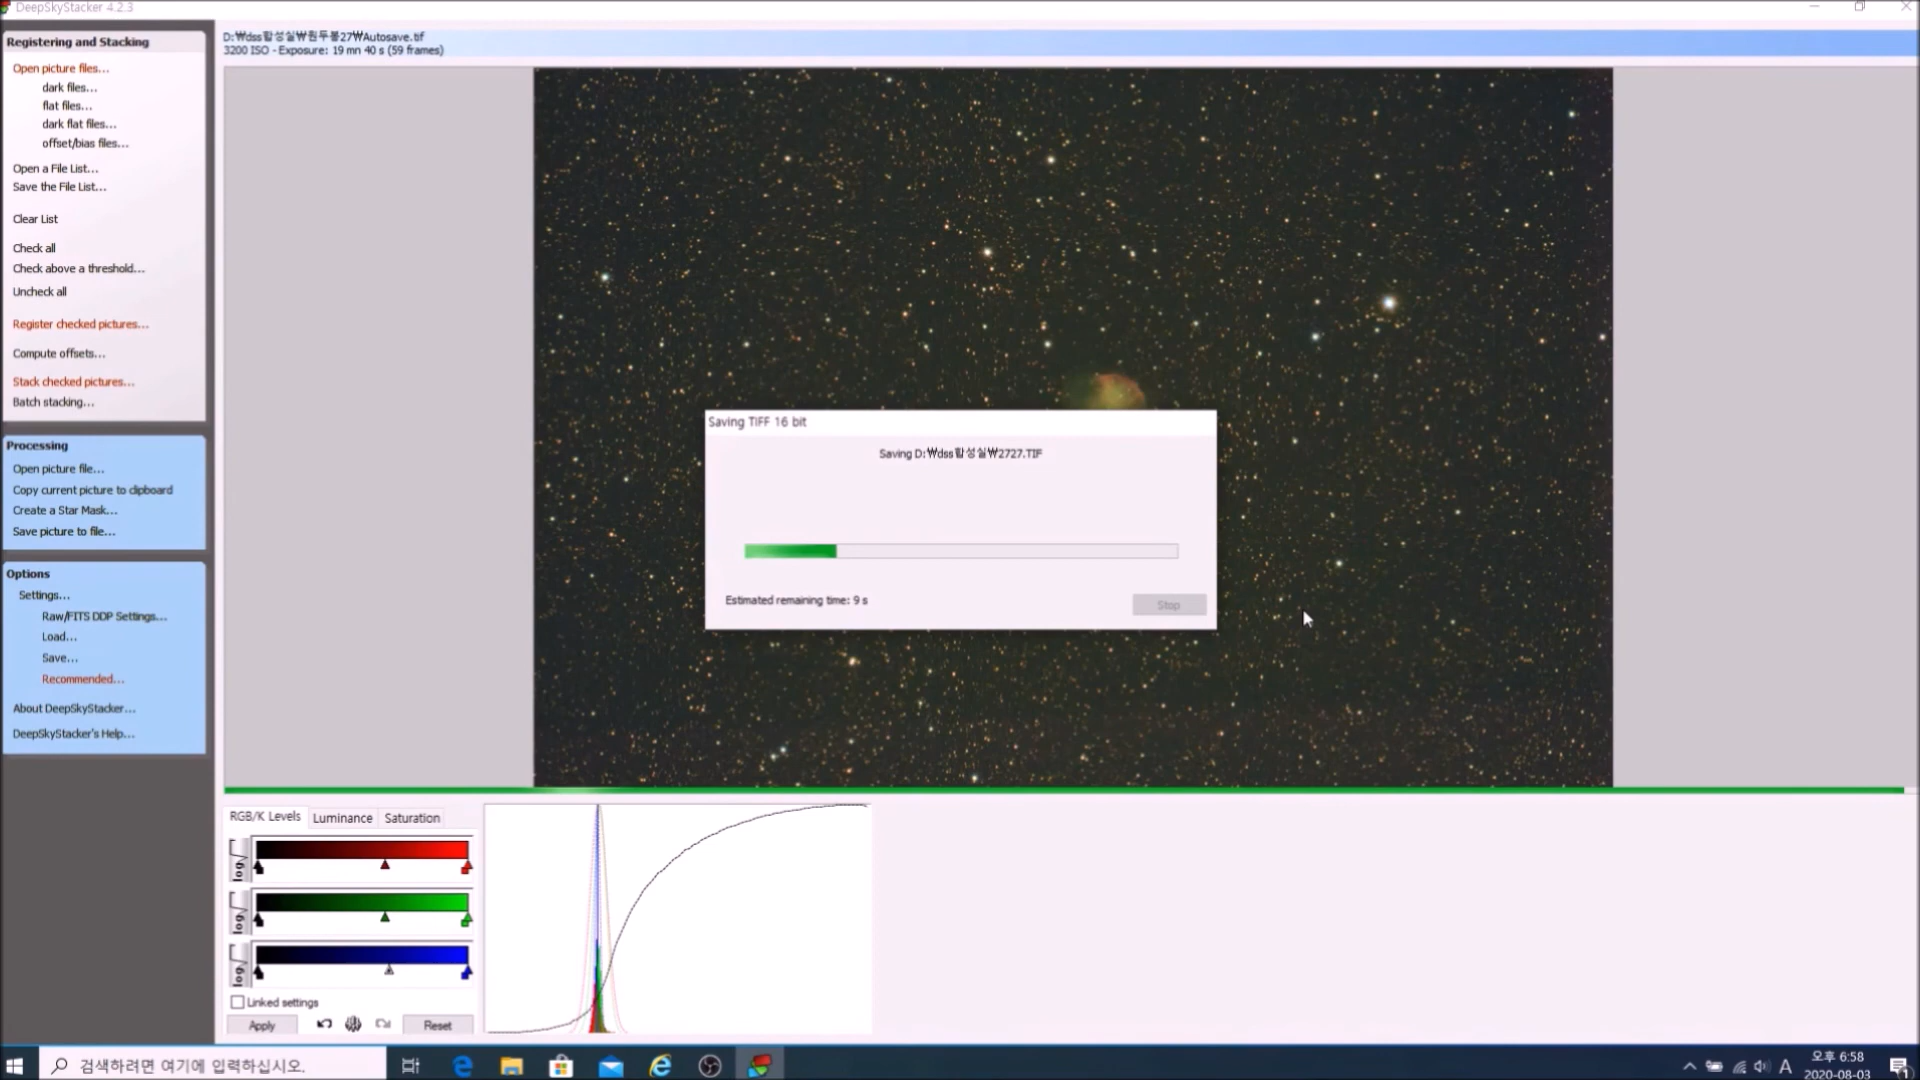 DeepSkyStacker 4.2.3
Registering and Stacking
Open picture files...
dark files...
flat files...
dark flat files...
offset/bias files...
Open a File List...
Save the File List...
Clear List
Check all
Check above a threshold...
Uncheck all
Register checked pictures...
Compute offsets...
Stack checked pictures...
Batch stacking...
Processing
Open picture file...
Copy current picture to clipboard
Create a Star Mask...
Save picture to file...
Options
Settings...
Raw/FITS DDP Settings...
Load...
Save...
Recommended...
About DeepSkyStacker...
DeepSkyStacker's Help...
D:₩dss합성실₩원두봉27₩Autosave.tif
3200 ISO - Exposure: 19 mn 40 s (59 frames)
Saving TIFF 16 bit
Saving D:₩dss합성실₩2727.TIF
Estimated remaining time: 9 s
Stop
RGB/K Levels
Luminance
Saturation
log
log
log
Linked settings
Apply
Reset
검색하려면 여기에 입력하십시오.
A
오후 6:58
2020-08-03
1